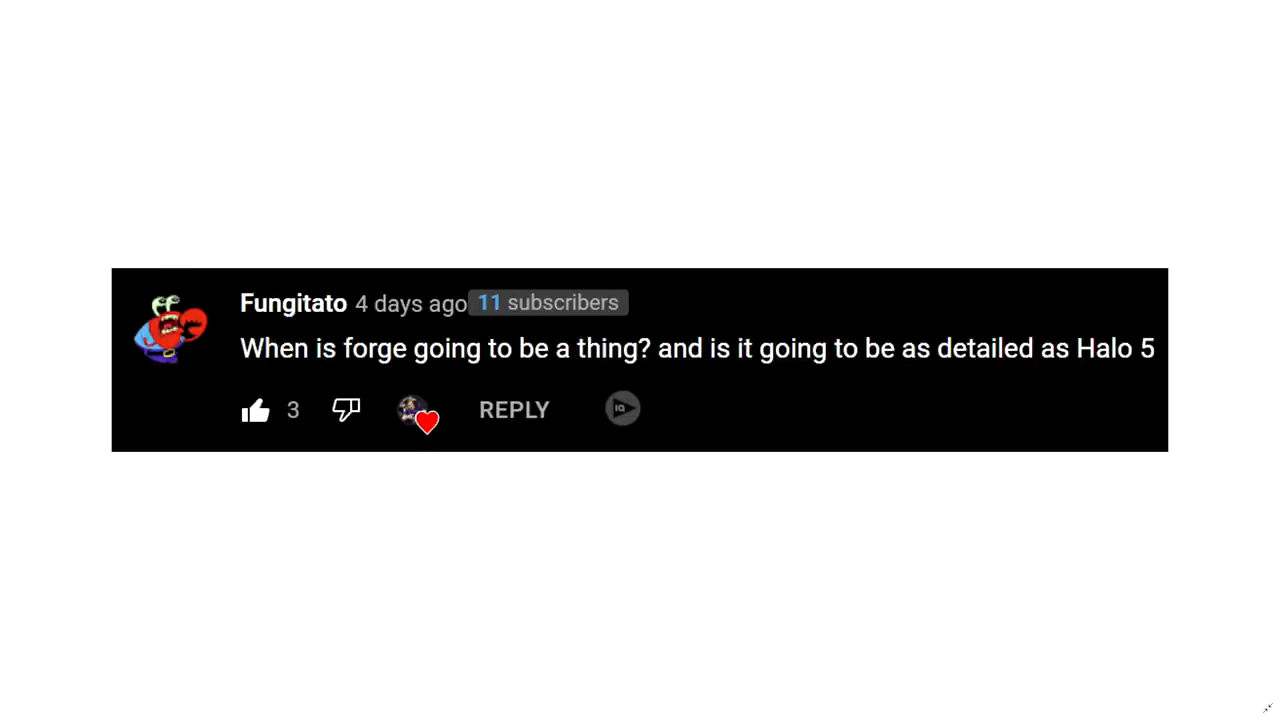 Fungitato 4 days ago 11 subscribers
When is forge going to be a thing? and is it going to be as detailed as Halo 5
3 REPLY IQ